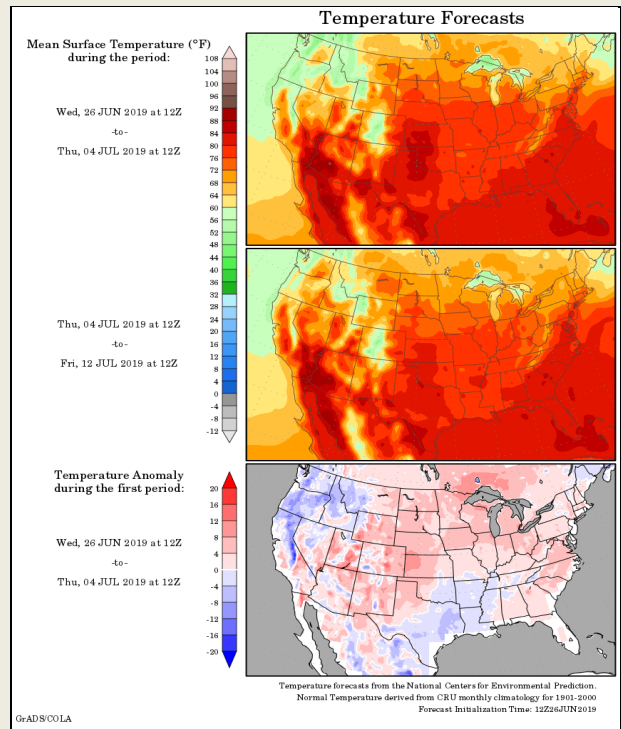 Temperature Forecasts
Mean Surface Temperature (°F)
during the period:
108
104
100
96
92
88
84
80
76
72
68
64
60
56
52
48
44
40
36
32
28
24
20
16
12
8
4
0
-4
-8
-12
Wed, 26 JUN 2019 at 12Z
-to-
Thu, 04 JUL 2019 at 12Z
Thu, 04 JUL 2019 at 12Z
-to-
Fri, 12 JUL 2019 at 12Z
Temperature Anomaly
during the first period:
20
16
12
8
4
0
-4
-8
-12
-16
-20
Wed, 26 JUN 2019 at 12Z
-to-
Thu, 04 JUL 2019 at 12Z
Temperature forecasts from the National Centers for Environmental Prediction.
Normal Temperature derived from CRU monthly climatology for 1901-2000
Forecast Initialization Time: 12Z26JUN2019
GrADS/COLA